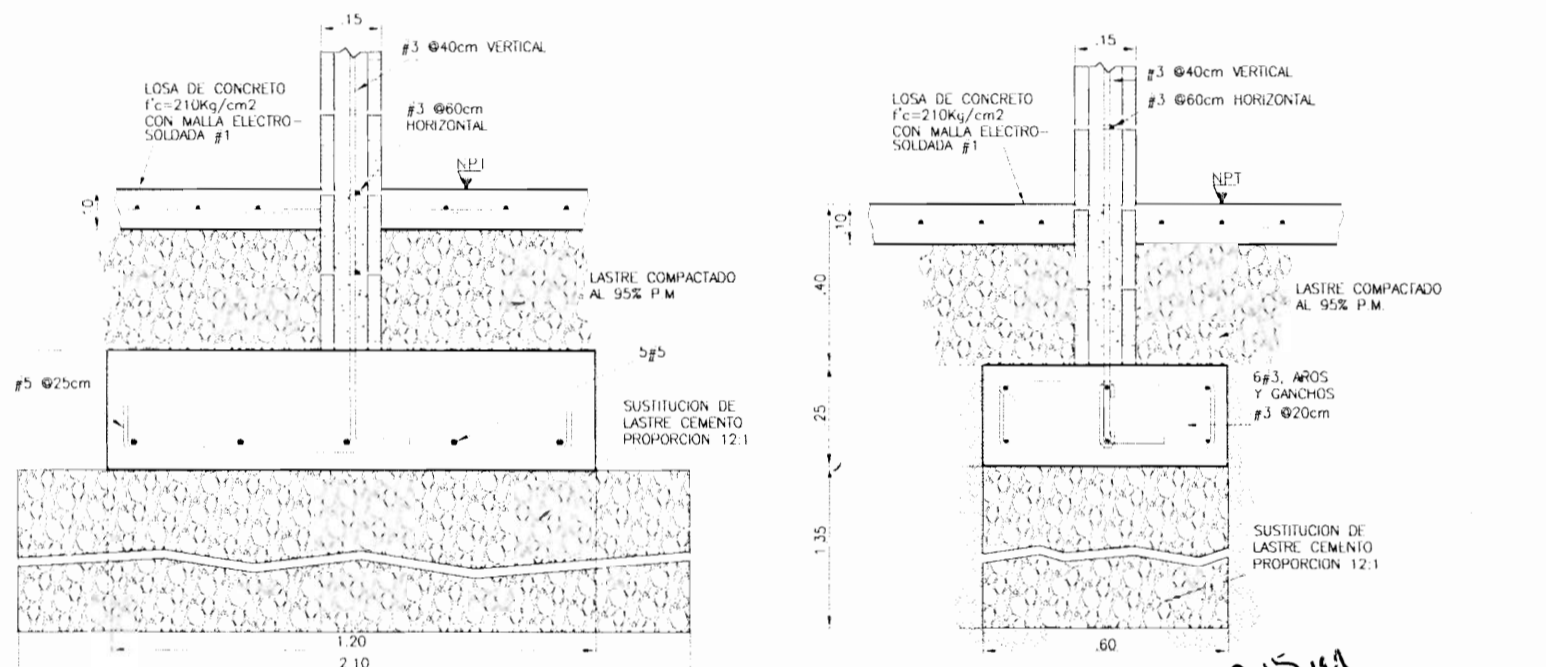 .15
#3 @40cm VERTICAL
LOSA DE CONCRETO
f'c=210Kg/cm2
CON MALLA ELECTRO-
SOLDADA #1
#3 @60cm
HORIZONTAL
NPT
.10
LASTRE COMPACTADO
AL 95% P.M
#5 @25cm
5#5
SUSTITUCION DE
LASTRE CEMENTO
PROPORCION 12:1
1.20
2.10
.15
#3 @40cm VERTICAL
#3 @60cm HORIZONTAL
LOSA DE CONCRETO
f'c=210Kg/cm2
CON MALLA ELECTRO-
SOLDADA #1
NPT
.10
.40
LASTRE COMPACTADO
AL 95% P.M.
6#3, AROS
Y GANCHOS
#3 @20cm
25
1.35
SUSTITUCION DE
LASTRE CEMENTO
PROPORCION 12:1
.60